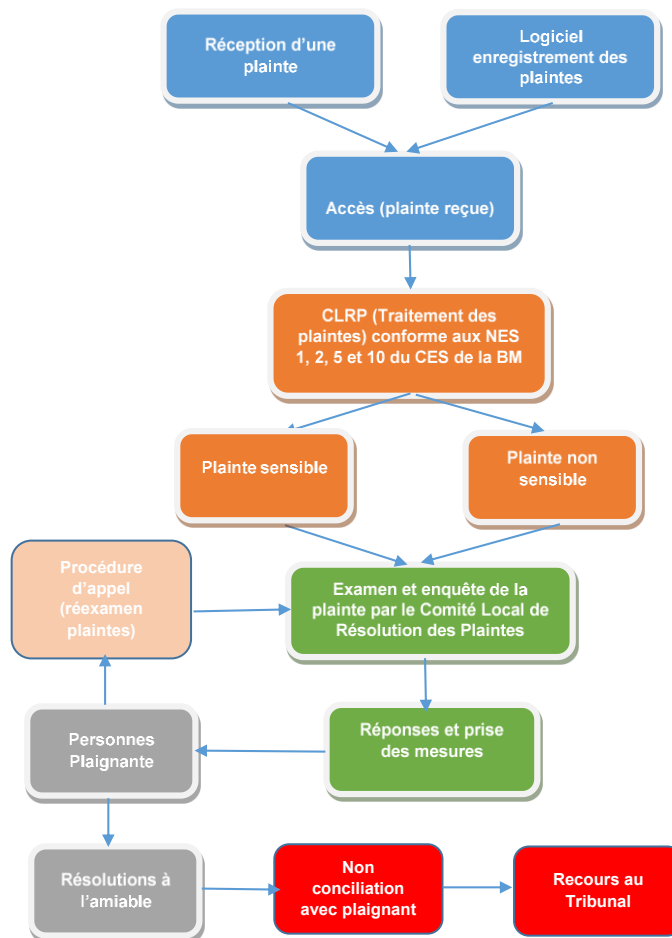 Réception d’une
plainte
Logiciel
enregistrement des
plaintes
Accès (plainte reçue)
CLRP (Traitement des
plaintes) conforme aux NES
1, 2, 5 et 10 du CES de la BM
Plainte sensible
Plainte non
sensible
Procédure
d’appel
(réexamen
plaintes)
Examen et enquête de la
plainte par le Comité Local de
Résolution des Plaintes
Personnes
Plaignante
Réponses et prise
des mesures
Résolutions à
l’amiable
Non
conciliation
avec plaignant
Recours au
Tribunal